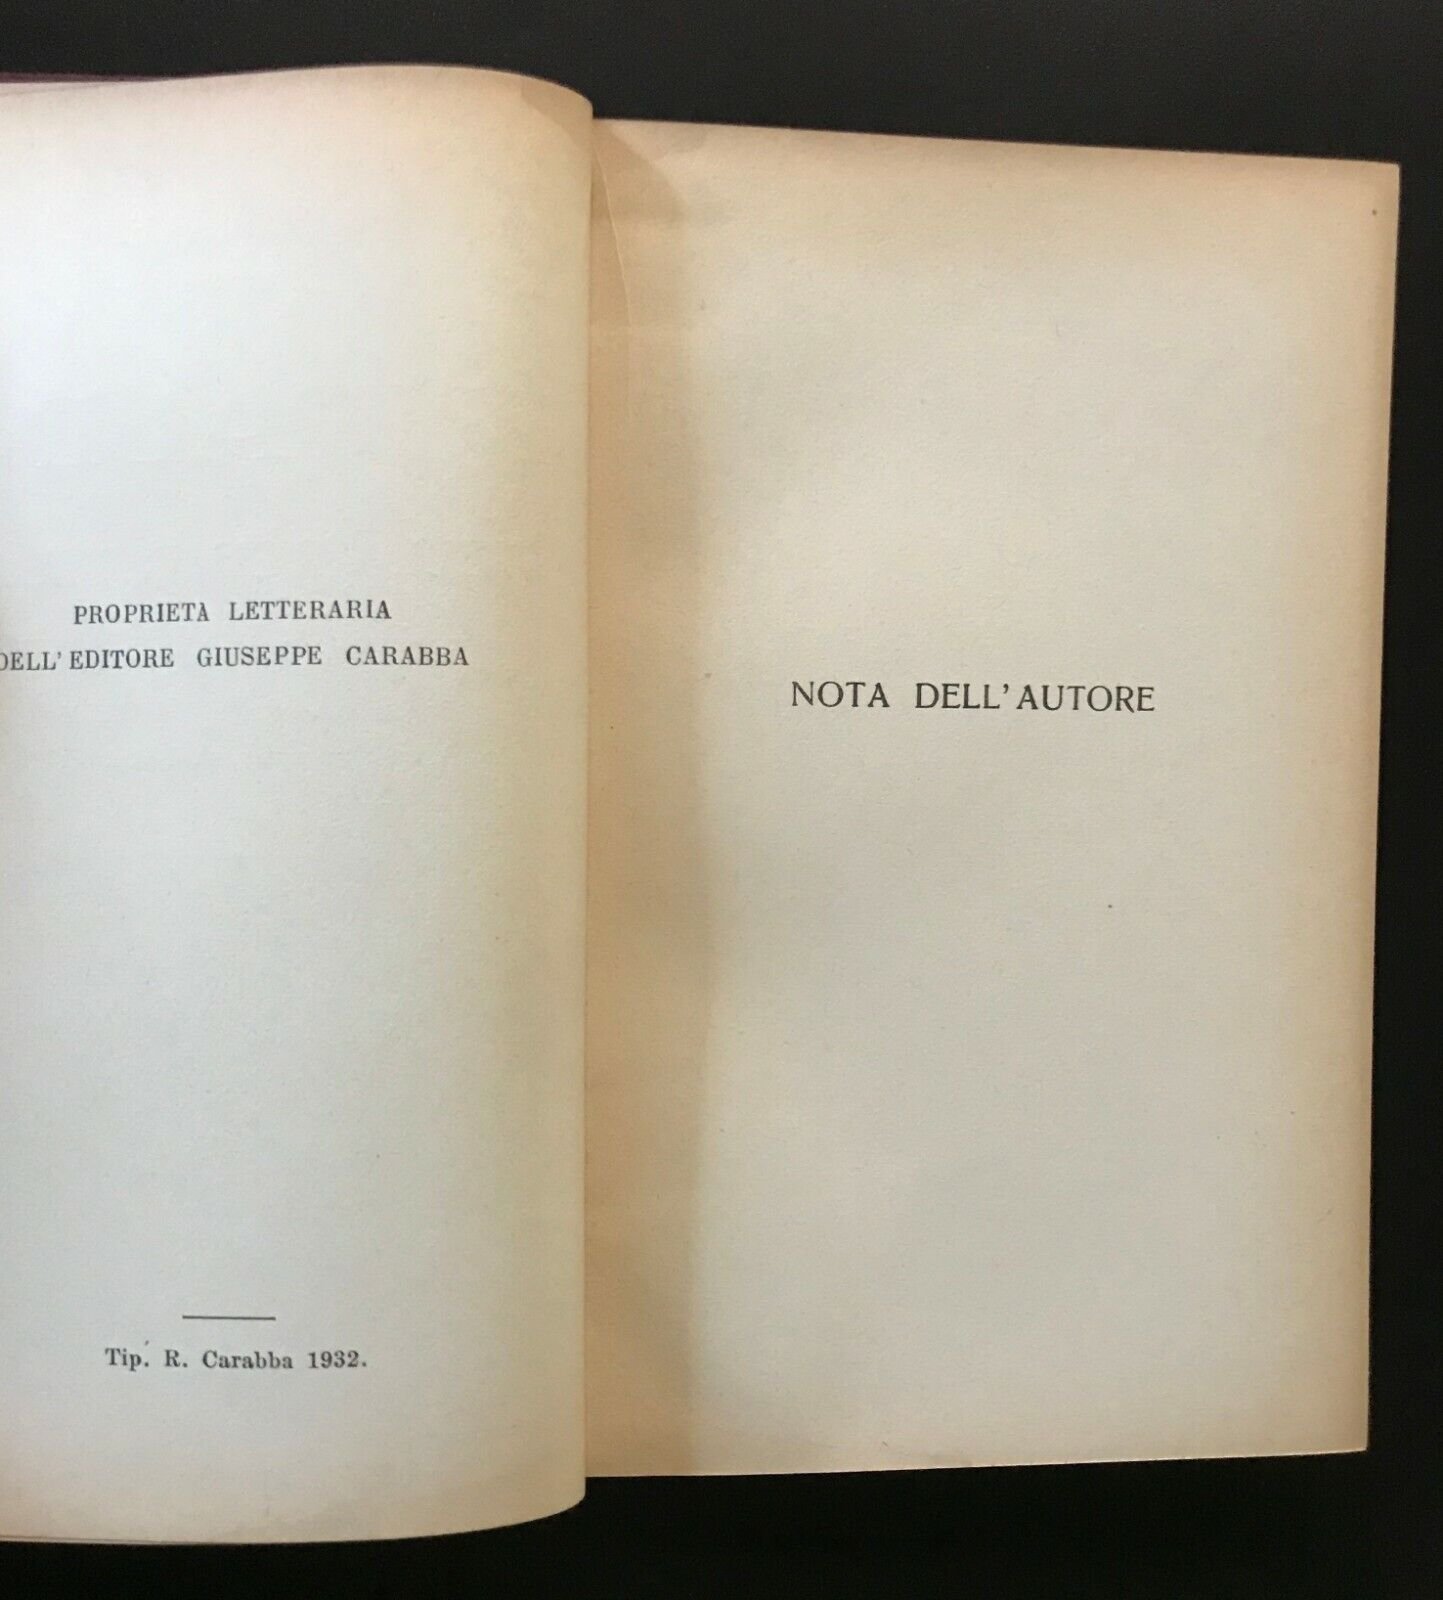 PROPRIETÀ LETTERARIA
DELL' EDITORE GIUSEPPE CARABBA
Tip. R. Carabba 1932.
NOTA DELL' AUTORE